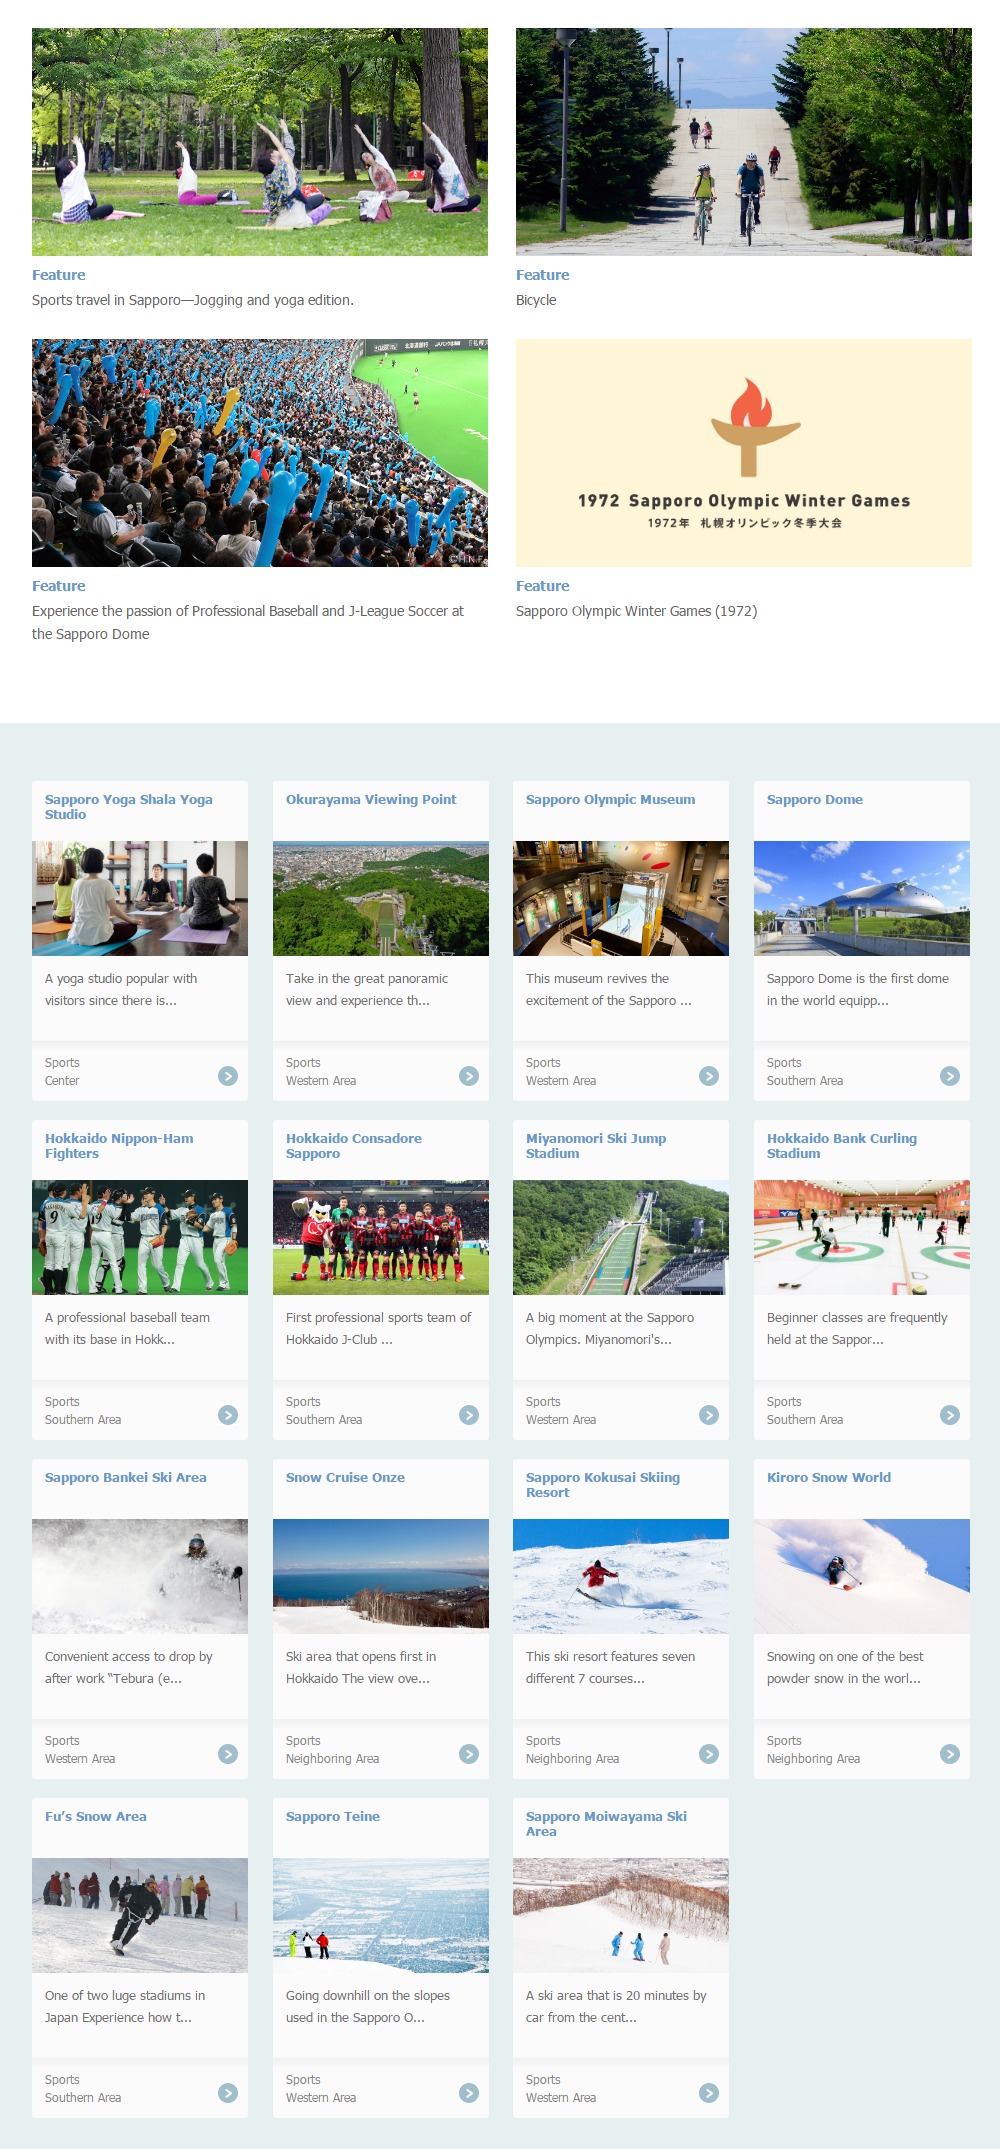 Feature
Sports travel in Sapporo—Jogging and yoga edition.
Feature
Bicycle
©H.N.F.
Feature
Experience the passion of Professional Baseball and J-League Soccer at
the Sapporo Dome
1972 Sapporo Olympic Winter Games
1972年 札幌オリンピック冬季大会
Feature
Sapporo Olympic Winter Games (1972)
Sapporo Yoga Shala Yoga
Studio
A yoga studio popular with
visitors since there is...
Sports
Center
Okurayama Viewing Point
Take in the great panoramic
view and experience th...
Sports
Western Area
Sapporo Olympic Museum
This museum revives the
excitement of the Sapporo ...
Sports
Western Area
Sapporo Dome
Sapporo Dome is the first dome
in the world equipp...
Sports
Southern Area
Hokkaido Nippon-Ham
Fighters
9
19
A professional baseball team
with its base in Hokk...
Sports
Southern Area
Hokkaido Consadore
Sapporo
CS
First professional sports team of
Hokkaido J-Club ...
Sports
Southern Area
Miyanomori Ski Jump
Stadium
A big moment at the Sapporo
Olympics. Miyanomori's...
Sports
Western Area
Hokkaido Bank Curling
Stadium
Beginner classes are frequently
held at the Sappor...
Sports
Southern Area
Sapporo Bankei Ski Area
Convenient access to drop by
after work “Tebura (e...
Sports
Western Area
Snow Cruise Onze
Ski area that opens first in
Hokkaido The view ove...
Sports
Neighboring Area
Sapporo Kokusai Skiing
Resort
This ski resort features seven
different 7 courses...
Sports
Neighboring Area
Kiroro Snow World
Snowing on one of the best
powder snow in the worl...
Sports
Neighboring Area
Fu’s Snow Area
One of two luge stadiums in
Japan Experience how t...
Sports
Southern Area
Sapporo Teine
Going downhill on the slopes
used in the Sapporo O...
Sports
Western Area
Sapporo Moiwayama Ski
Area
A ski area that is 20 minutes by
car from the cent...
Sports
Western Area